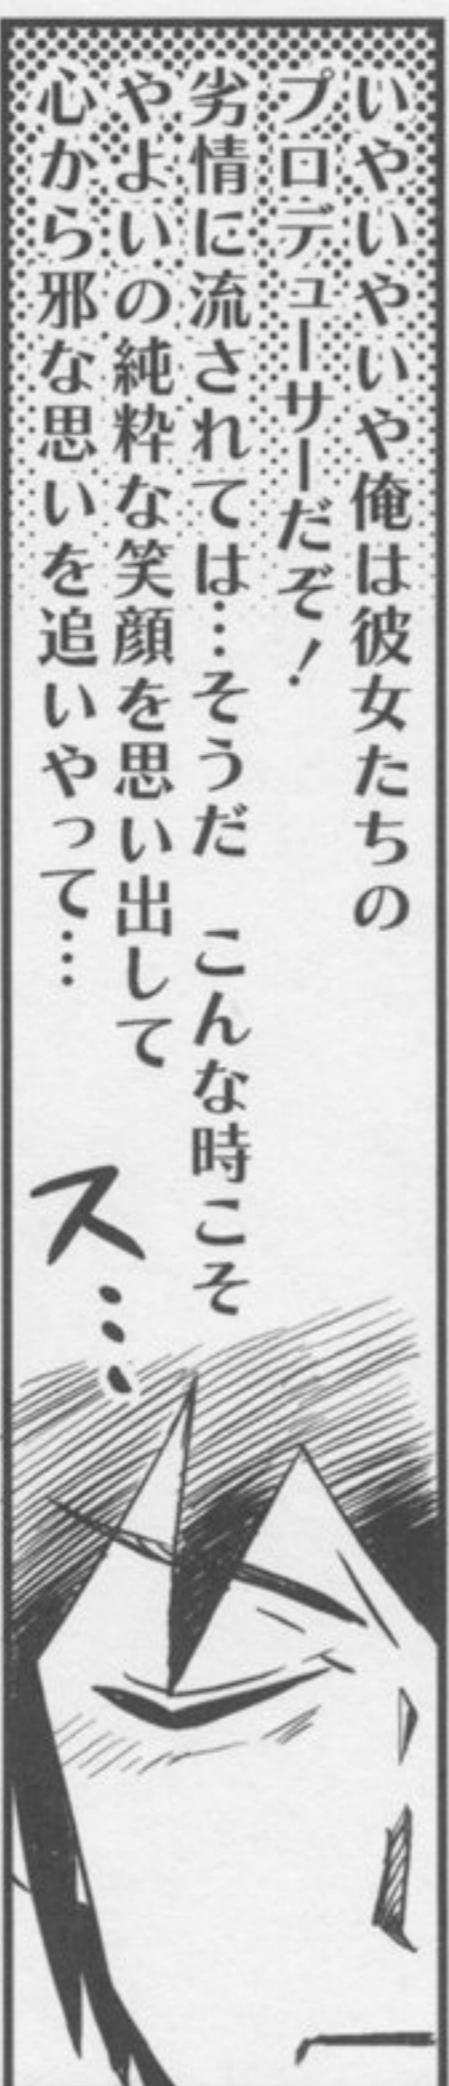 いやいやいや俺は彼女たちの
プロデューサーだぞ！
劣情に流されては…そうだ　こんな時こそ
やよいの純粋な笑顔を思い出して
心から邪な思いを追いやって…
ス…